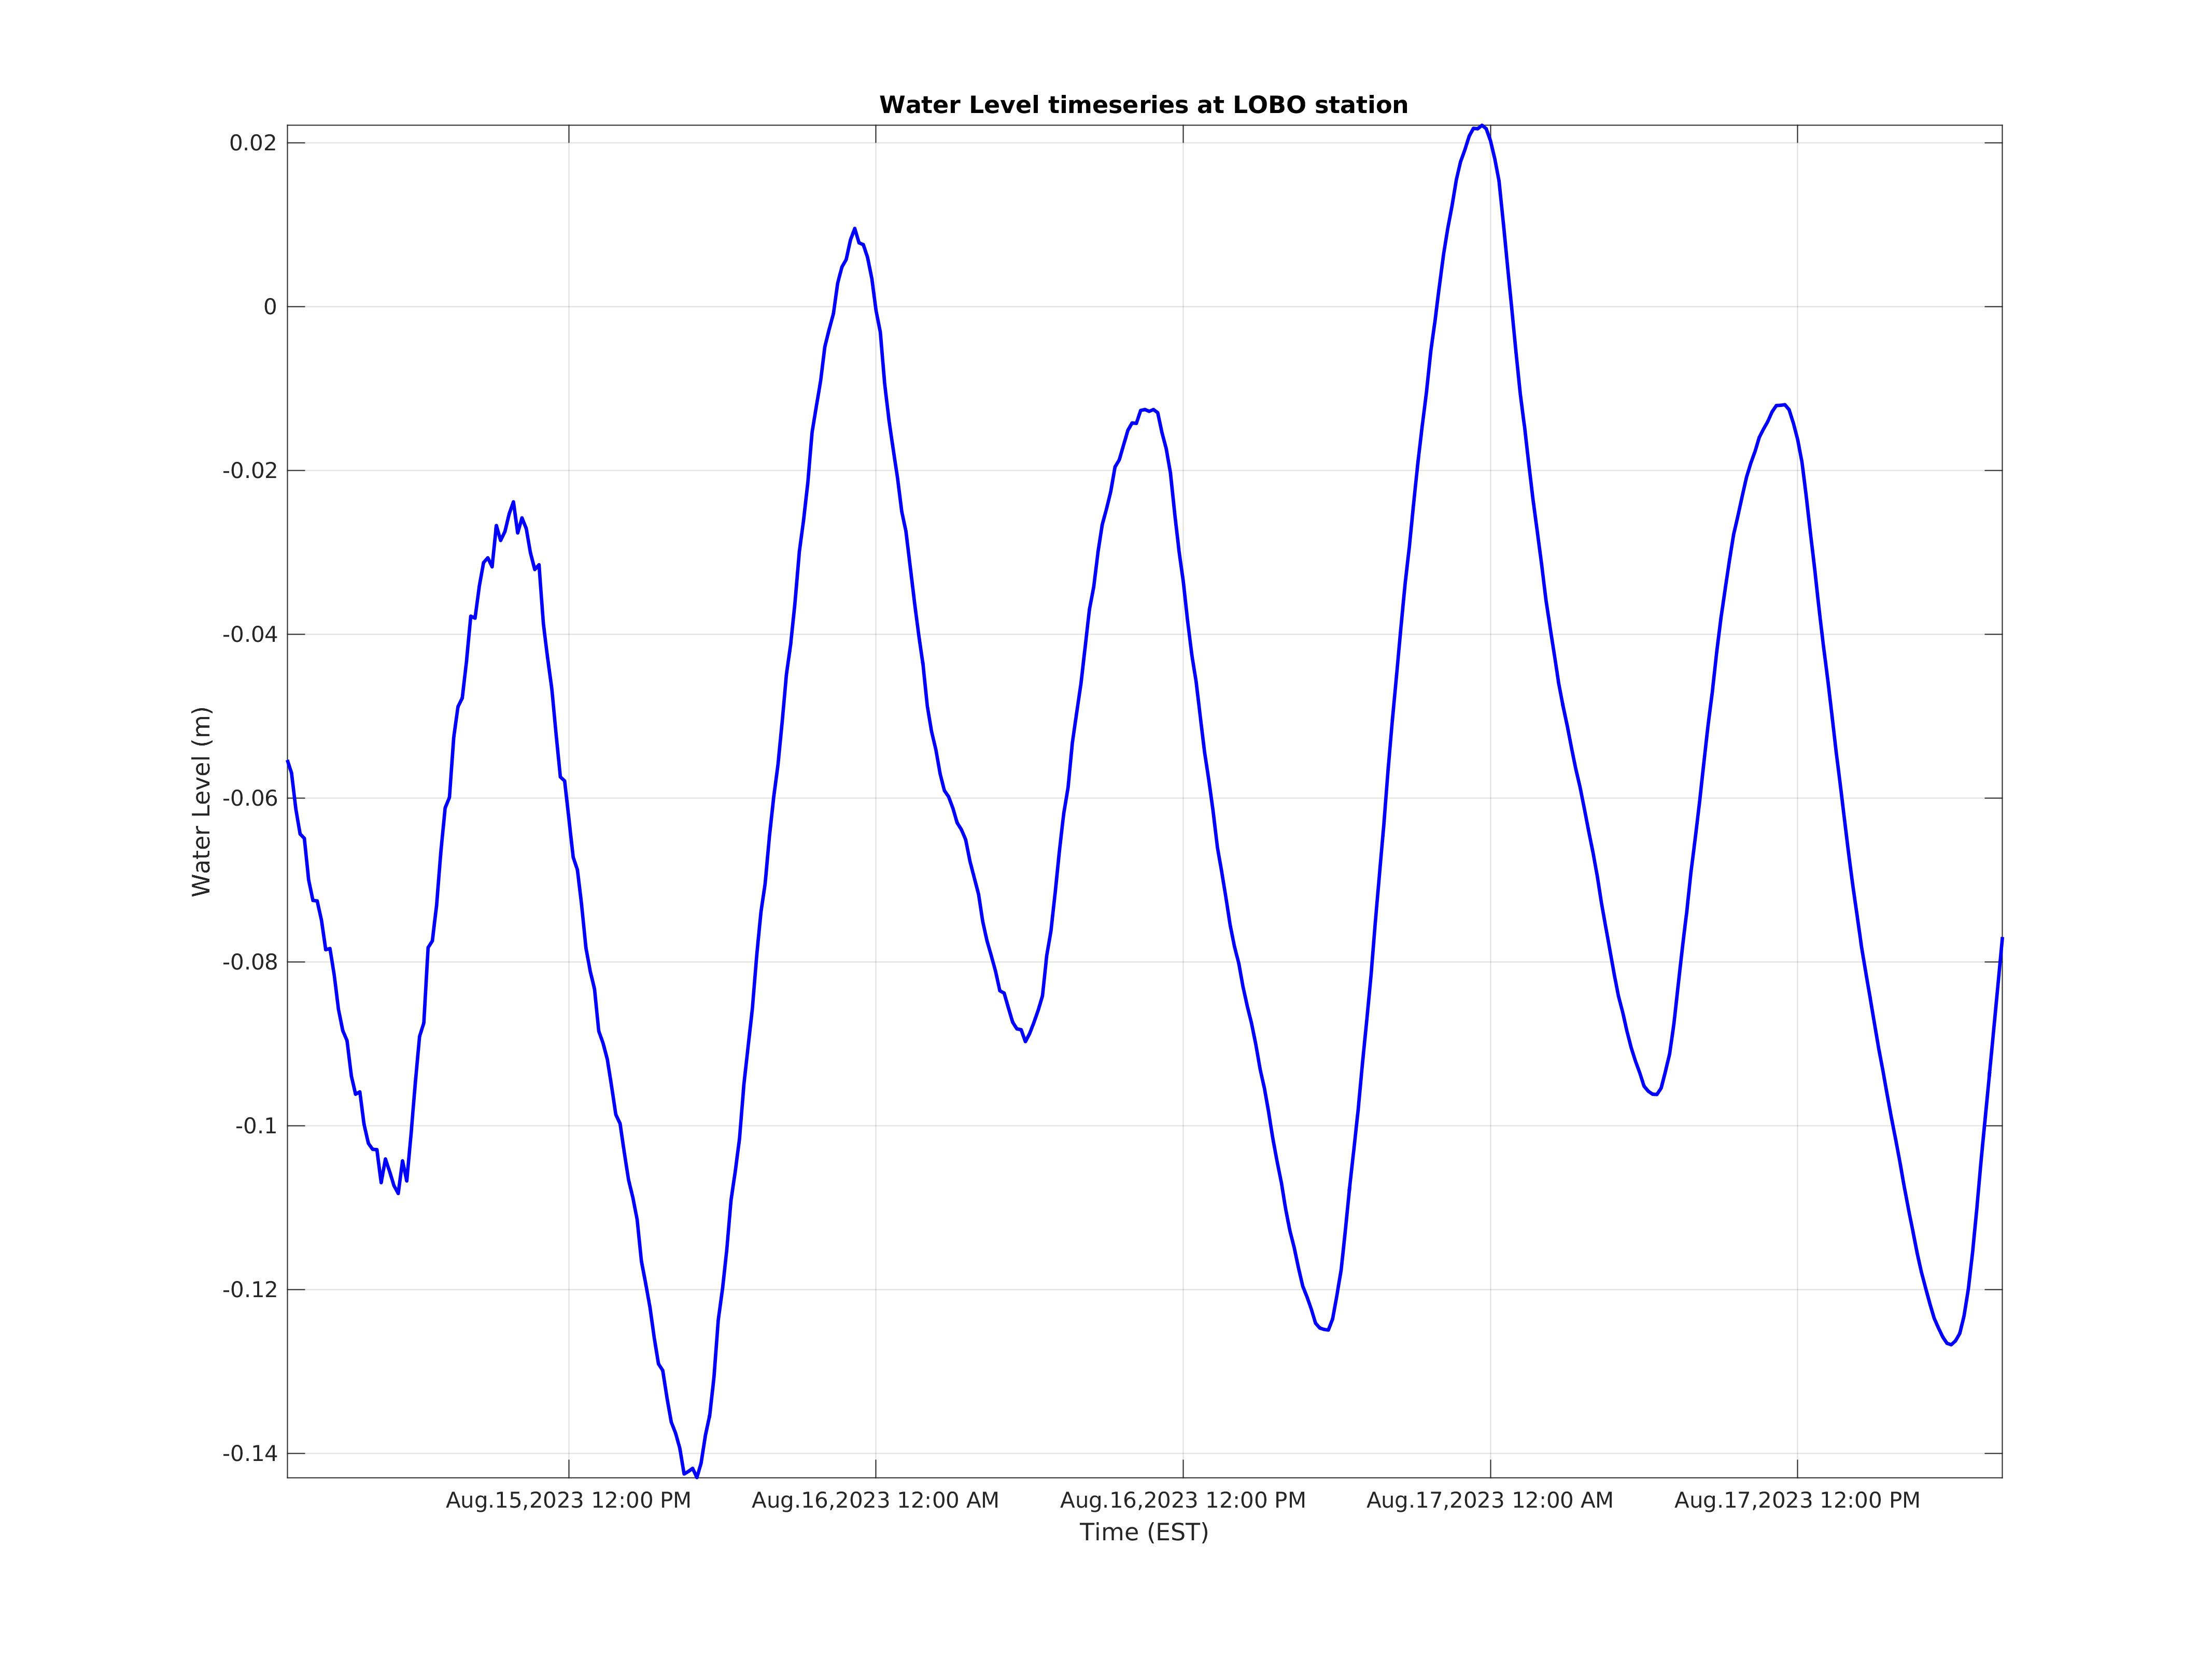 Water Level timeseries at LOBO station
0.02
0
-0.02
-0.04
-0.06
-0.08
-0.1
-0.12
-0.14
Water Level (m)
Aug.15,2023 12:00 PM
Aug.16,2023 12:00 AM
Aug.16,2023 12:00 PM
Aug.17,2023 12:00 AM
Aug.17,2023 12:00 PM
Time (EST)